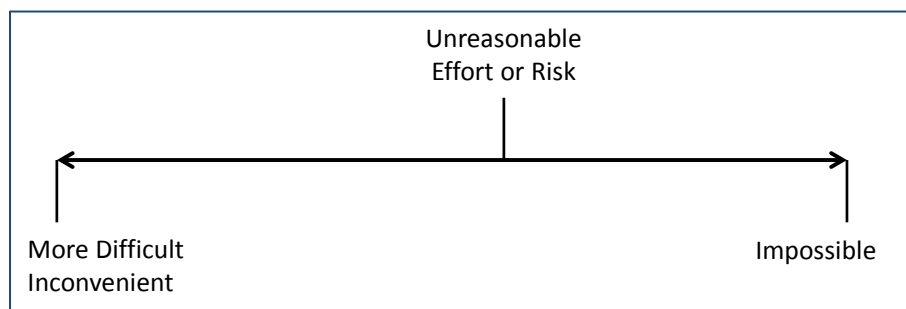 Unreasonable
Effort or Risk
More Difficult
Inconvenient
Impossible